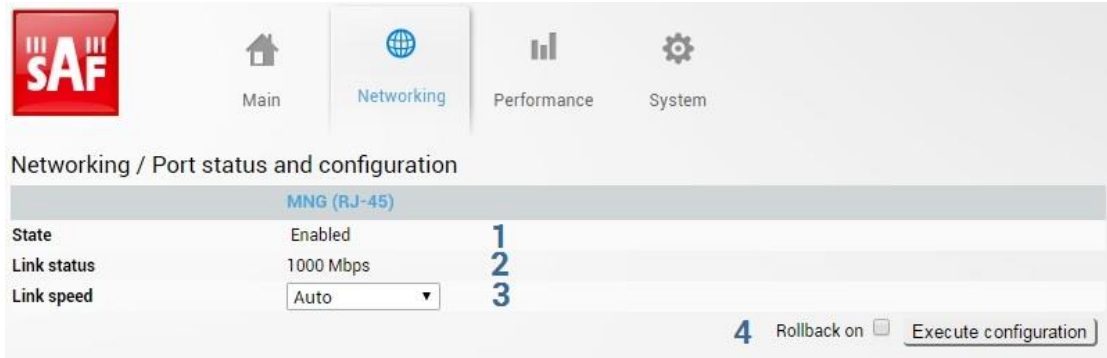 SAF
Main Networking Performance System
Networking / Port status and configuration
MNG (RJ-45)
State Enabled 1
Link status 1000 Mbps 2
Link speed Auto 3
4 Rollback on Execute configuration